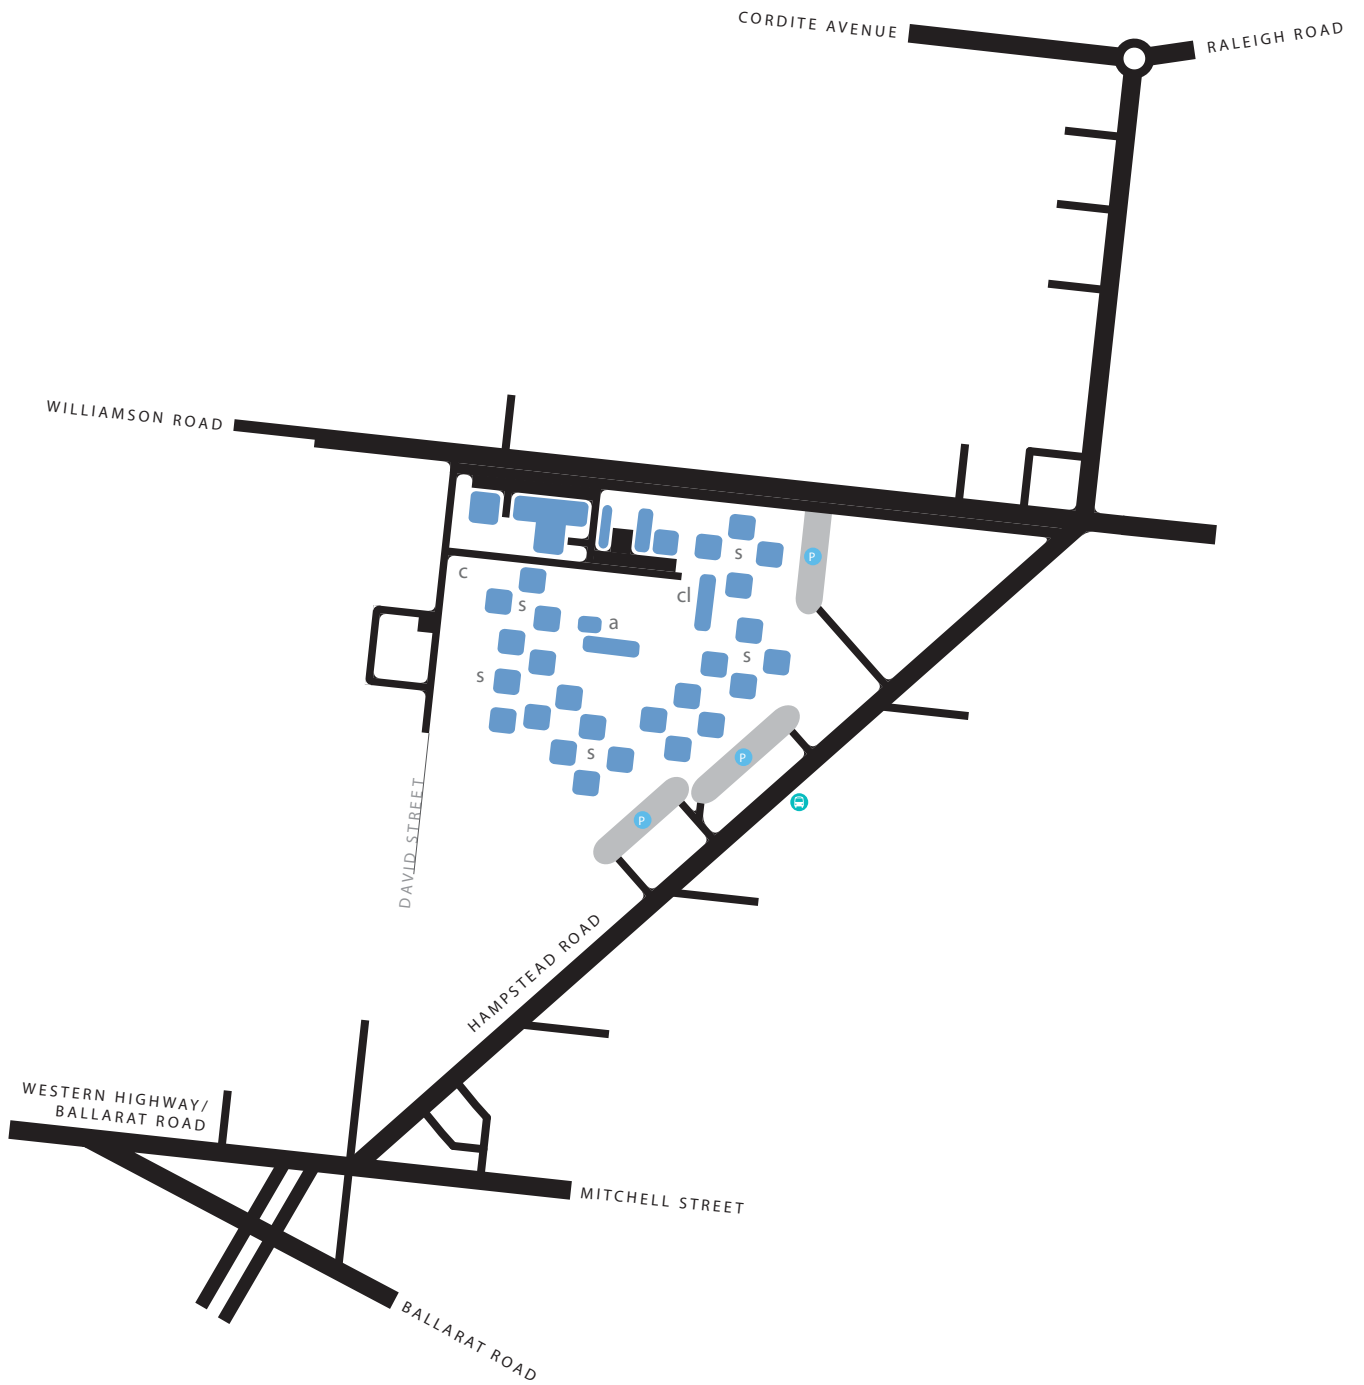 CORDITE AVENUE
RALEIGH ROAD
WILLIAMSON ROAD
P
s
C
cl
s
a
s
s
s
P
P
DAVID STREET
HAMPSTEAD ROAD
WESTERN HIGHWAY/
BALLARAT ROAD
MITCHELL STREET
BALLARAT ROAD